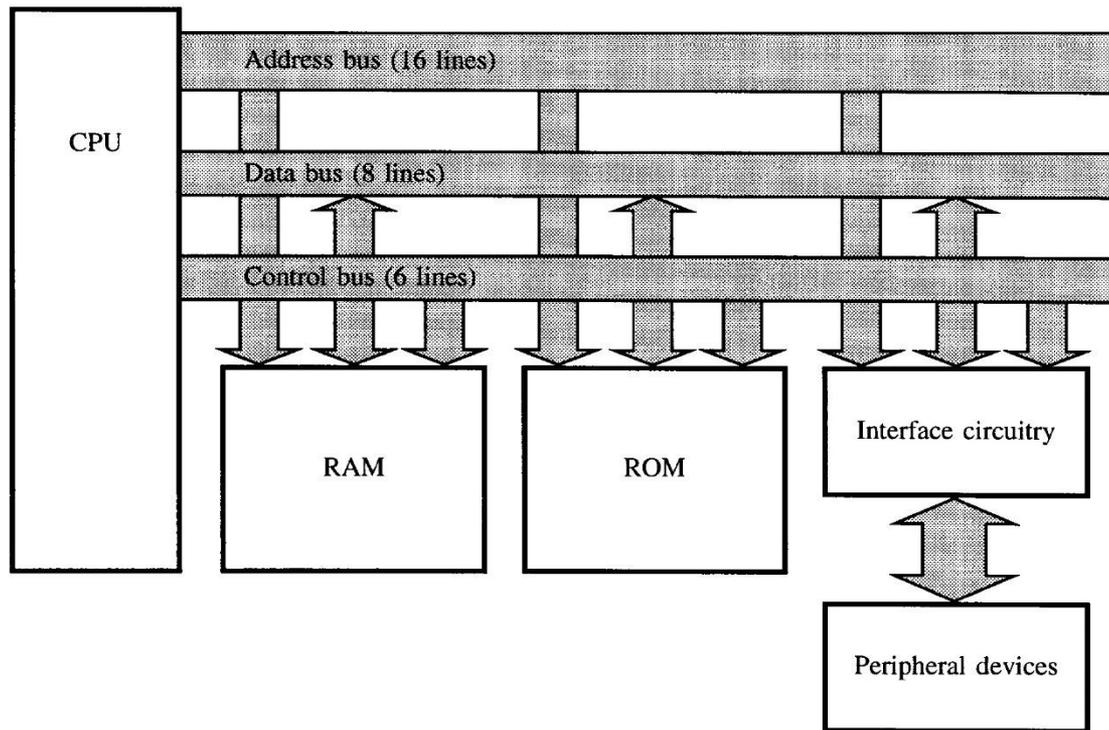 Address bus (16 lines)
CPU
Data bus (8 lines)
Control bus (6 lines)
RAM
ROM
Interface circuitry
Peripheral devices